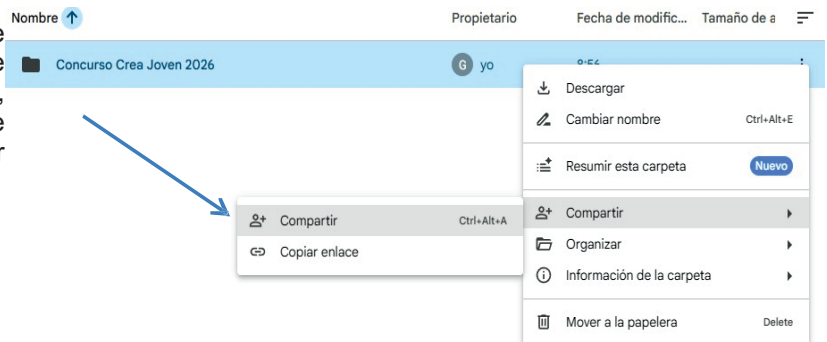 Nombre Propietario Fecha de modific... Tamaño de a
Concurso Crea Joven 2026 G yo
Descargar
Cambiar nombre Ctrl+Alt+E
Resumir esta carpeta Nuevo
Compartir
Compartir Ctrl+Alt+A
Organizar
Copiar enlace
Información de la carpeta
Mover a la papelera Delete